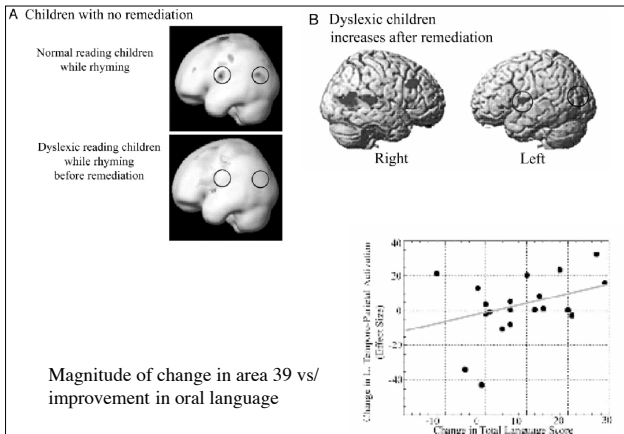 A Children with no remediation
Normal reading children
while rhyming
Dyslexic reading children
while rhyming
before remediation
B Dyslexic children
increases after remediation
Right
Left
Magnitude of change in area 39 vs/
improvement in oral language
Change in L. Temporo-Parietal Activation
(Effect Size)
40
20
0
-20
-40
-10
0
10
20
30
Change in Total Language Score